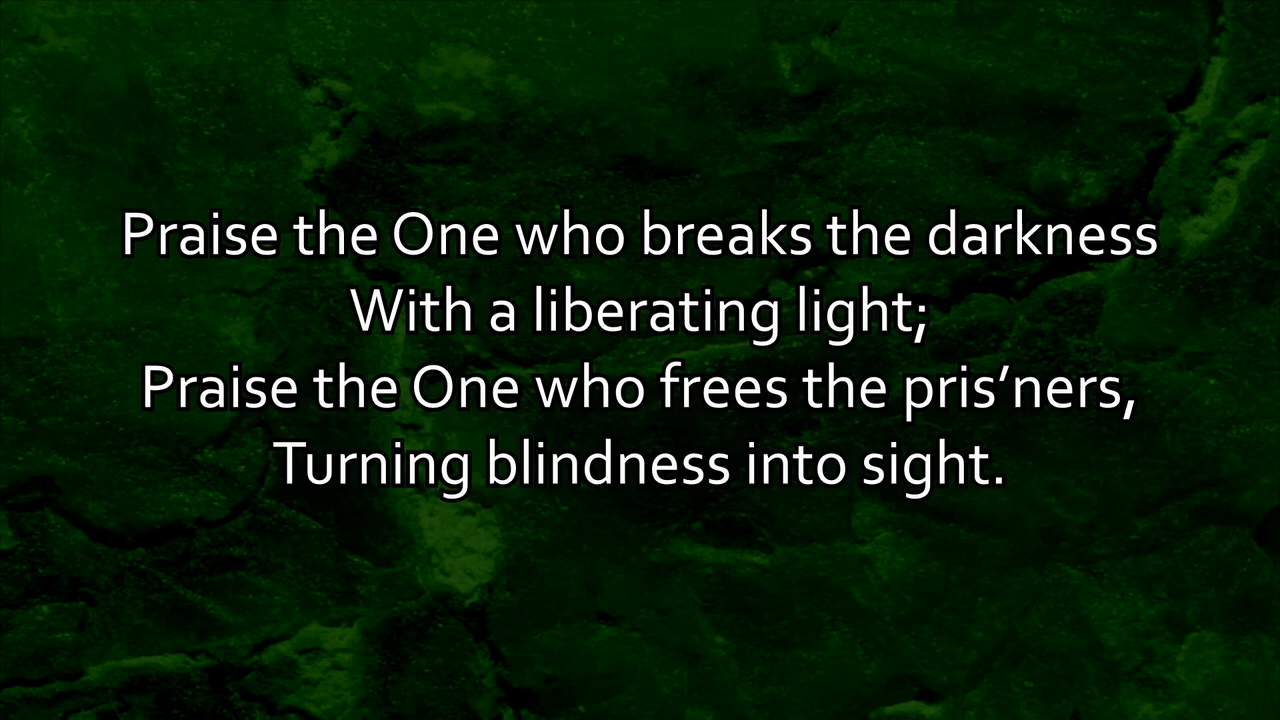 Praise the One who breaks the darkness
With a liberating light;
Praise the One who frees the pris’ners,
Turning blindness into sight.